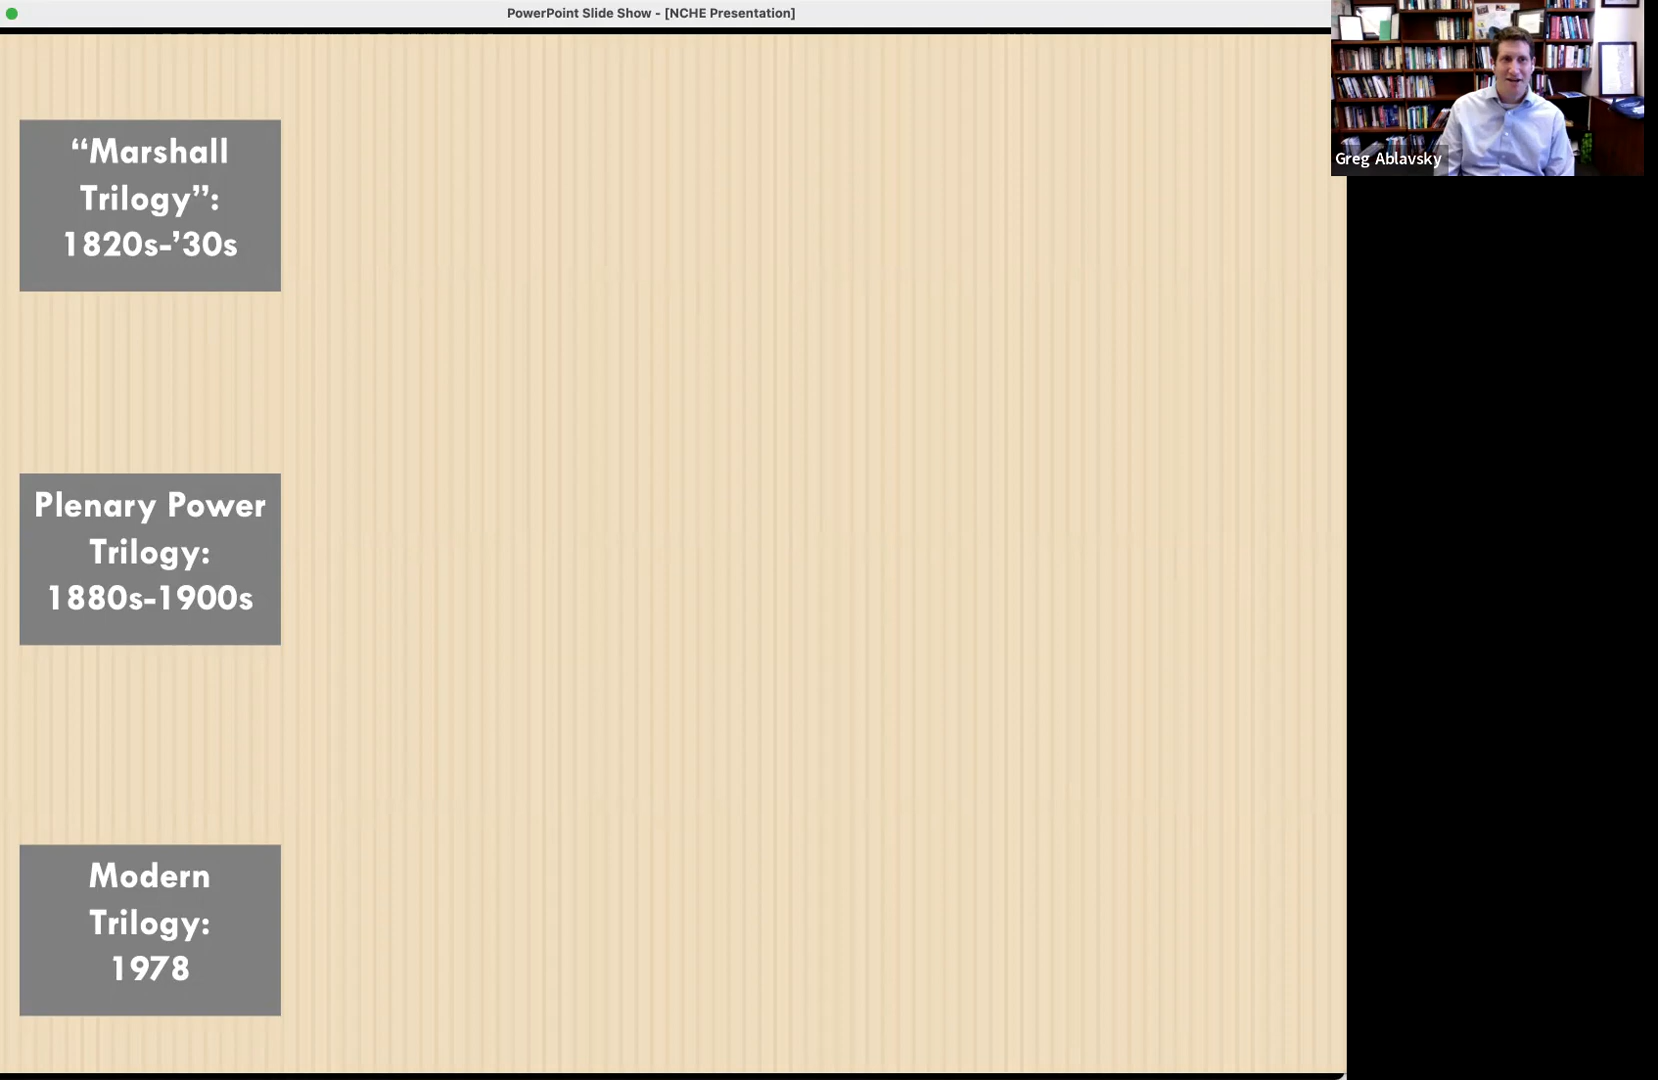 PowerPoint Slide Show - [NCHE Presentation]
“Marshall
Trilogy”:
1820s-’30s
Plenary Power
Trilogy:
1880s-1900s
Modern
Trilogy:
1978
Greg Ablavsky